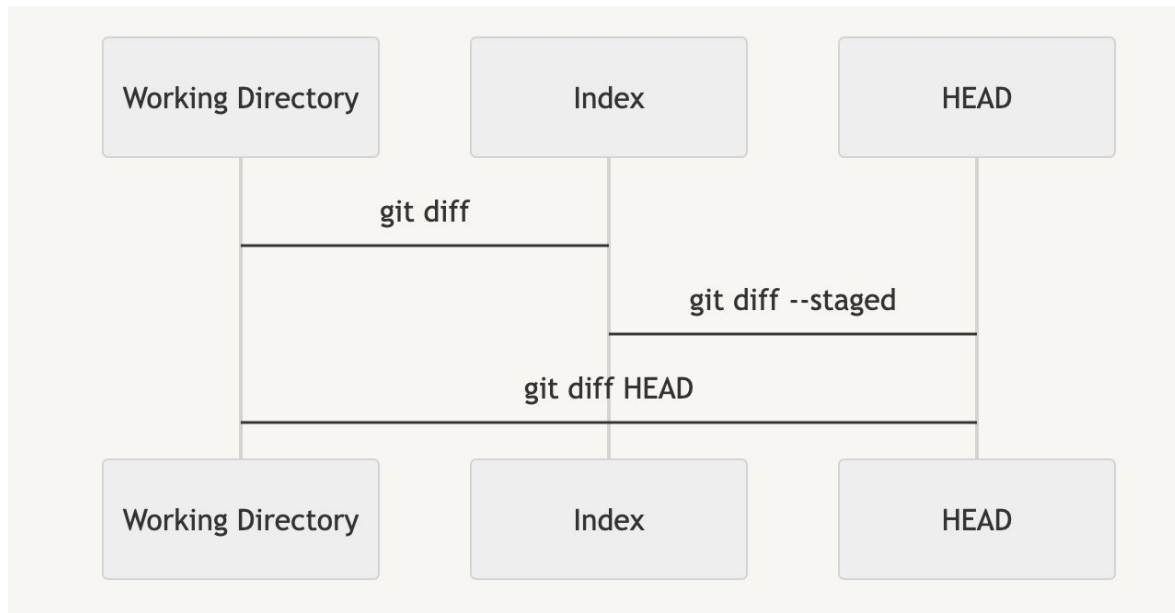 Working Directory
Index
HEAD
git diff
git diff --staged
git diff HEAD
Working Directory
Index
HEAD